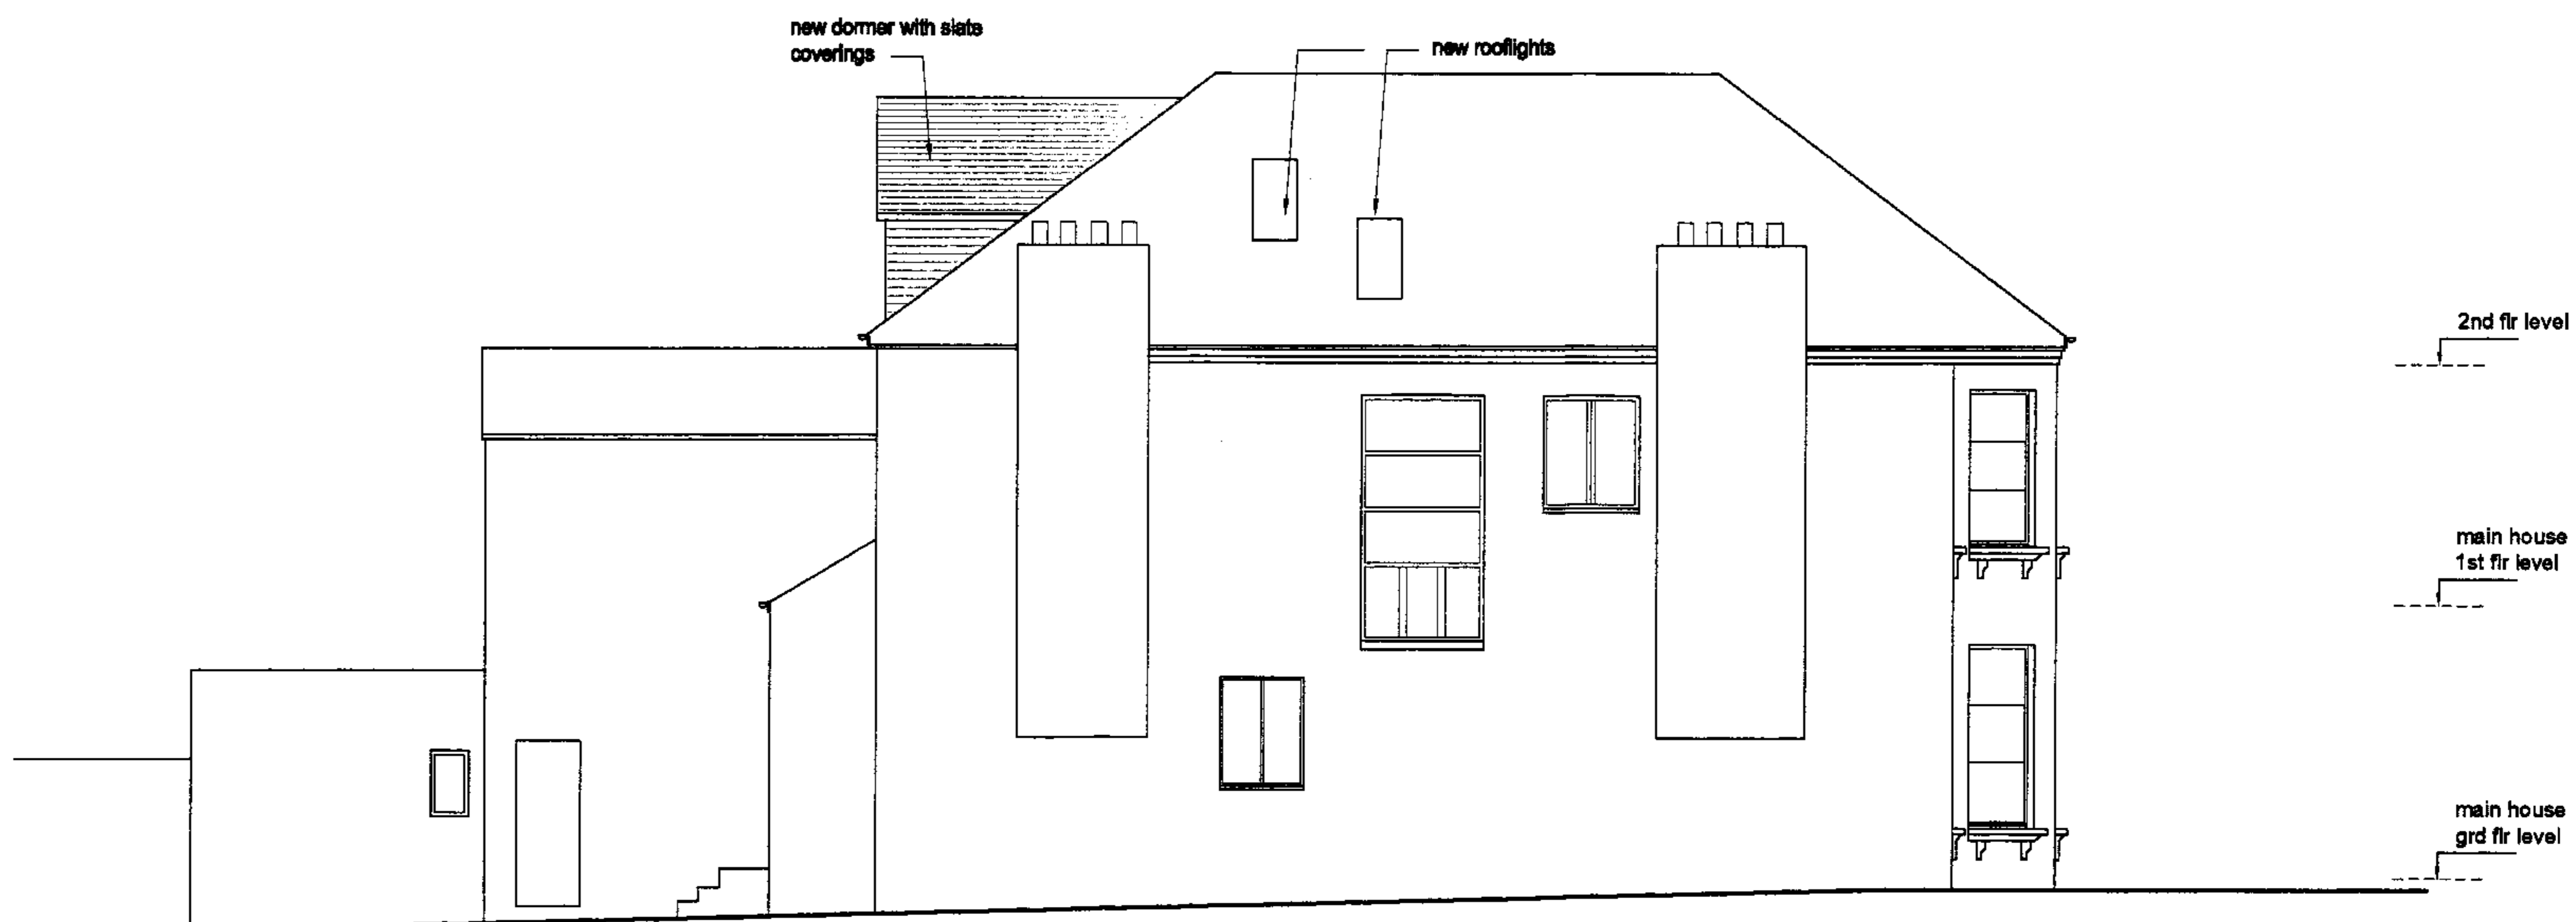 new dormer with slate
coverings
new rooflights
2nd flr level
main house
1st flr level
main house
grd flr level